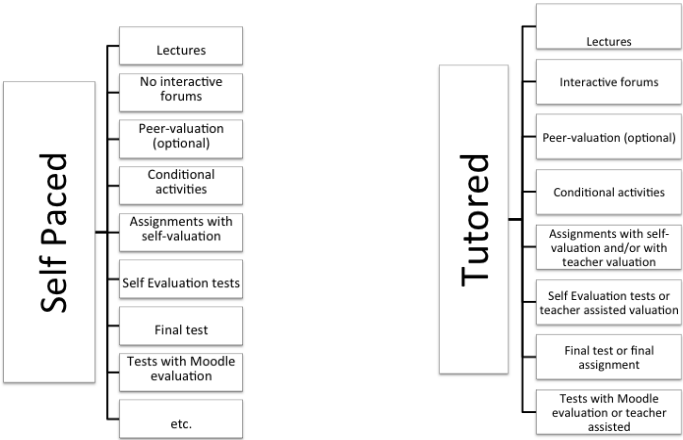 Self Paced
Lectures
No interactive
forums
Peer-valuation
(optional)
Conditional
activities
Assignments with
self-valuation
Self Evaluation tests
Final test
Tests with Moodle
evaluation
etc.
Tutored
Lectures
Interactive forums
Peer-valuation (optional)
Conditional activities
Assignments with self-
valuation and/or with
teacher valuation
Self Evaluation tests or
teacher assisted valuation
Final test or final
assignment
Tests with Moodle
evaluation or teacher
assisted